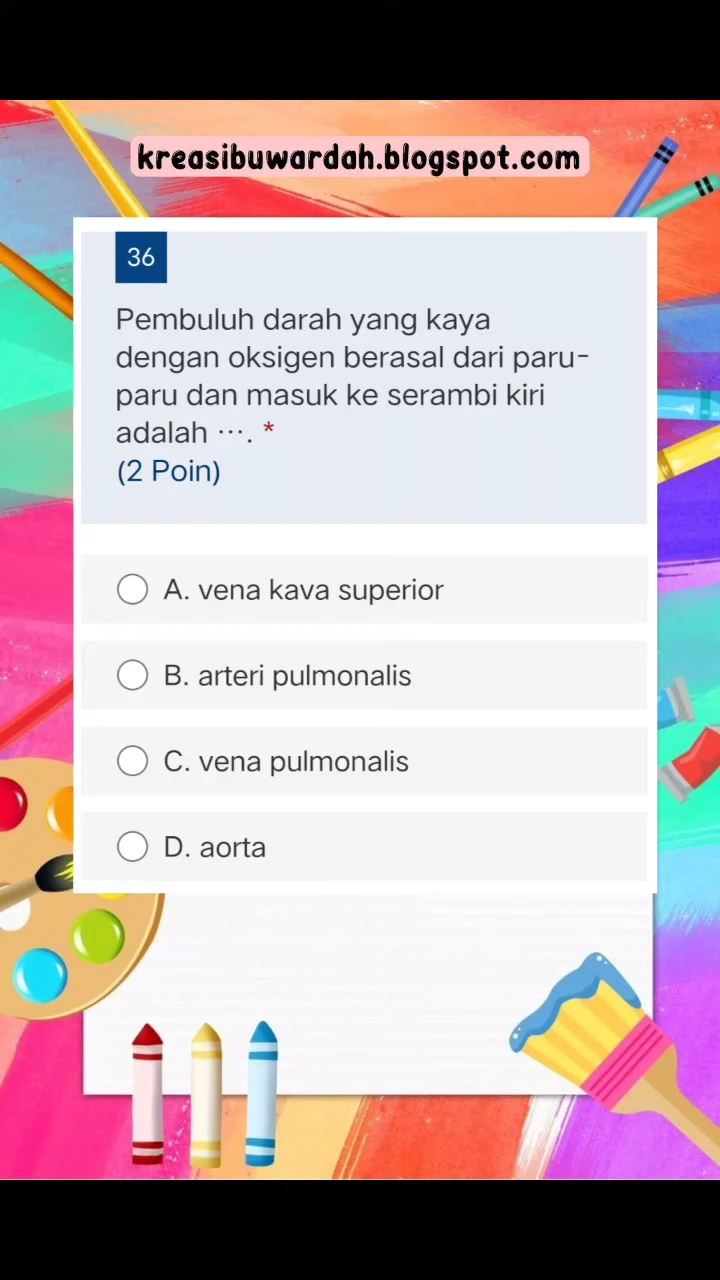 kreasibuwardah.blogspot.com
36
Pembuluh darah yang kaya
dengan oksigen berasal dari paru-
paru dan masuk ke serambi kiri
adalah ⋯. *
(2 Poin)
A. vena kava superior
B. arteri pulmonalis
C. vena pulmonalis
D. aorta